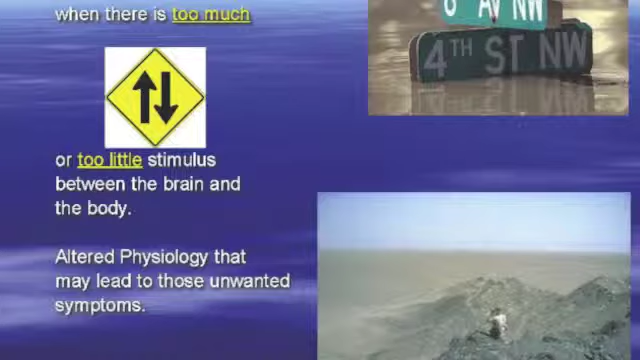 when there is too much
6 AV NW
4TH ST NW
or too little stimulus
between the brain and
the body.
Altered Physiology that
may lead to those unwanted
symptoms.